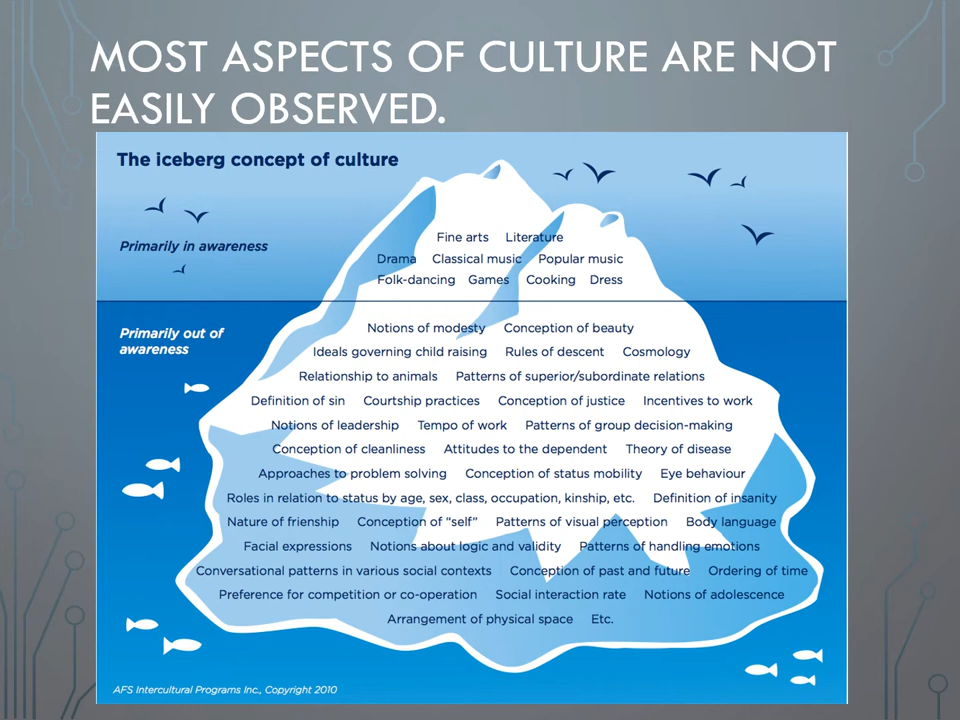 MOST ASPECTS OF CULTURE ARE NOT
EASILY OBSERVED.
The iceberg concept of culture
Primarily in awareness
Fine arts Literature
Drama Classical music Popular music
Folk-dancing Games Cooking Dress
Primarily out of
awareness
Notions of modesty Conception of beauty
Ideals governing child raising Rules of descent Cosmology
Relationship to animals Patterns of superior/subordinate relations
Definition of sin Courtship practices Conception of justice Incentives to work
Notions of leadership Tempo of work Patterns of group decision-making
Conception of cleanliness Attitudes to the dependent Theory of disease
Approaches to problem solving Conception of status mobility Eye behaviour
Roles in relation to status by age, sex, class, occupation, kinship, etc. Definition of insanity
Nature of frienship Conception of “self” Patterns of visual perception Body language
Facial expressions Notions about logic and validity Patterns of handling emotions
Conversational patterns in various social contexts Conception of past and future Ordering of time
Preference for competition or co-operation Social interaction rate Notions of adolescence
Arrangement of physical space Etc.
AFS Intercultural Programs Inc., Copyright 2010